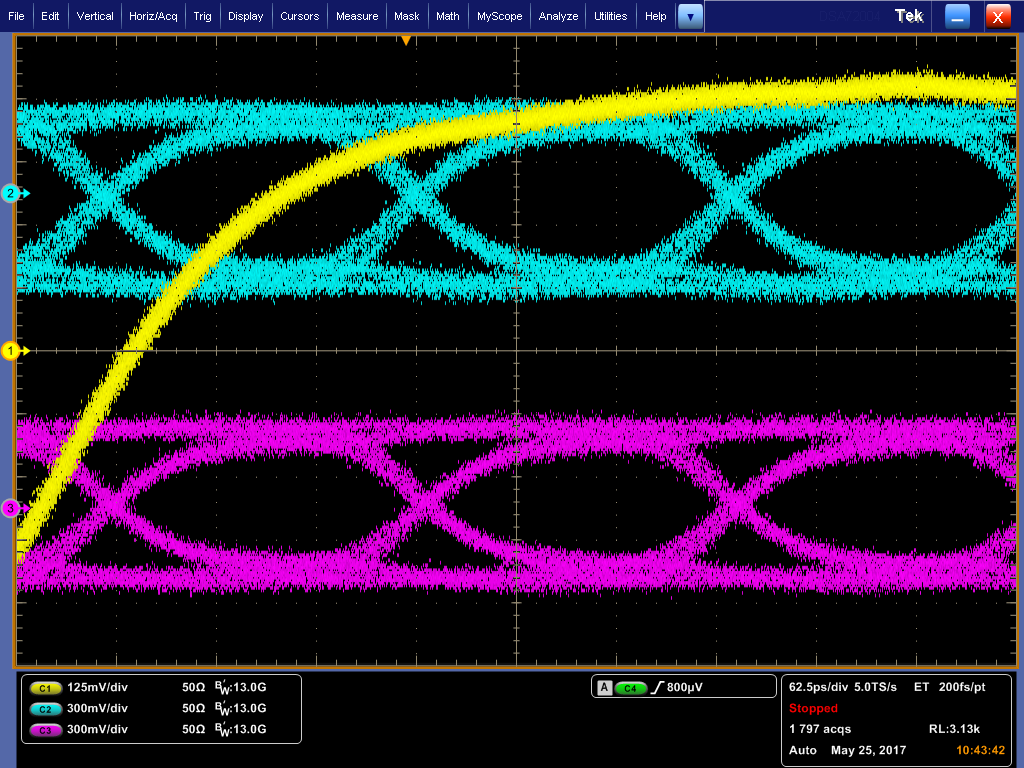 File Edit Vertical Horiz/Acq Trig Display Cursors Measure Mask Math MyScope Analyze Utilities Help Tek X
2
1
3
C1 125mV/div 50Ω BW:13.0G
C2 300mV/div 50Ω BW:13.0G
C3 300mV/div 50Ω BW:13.0G
A C4 800µV
62.5ps/div 5.0TS/s ET 200fs/pt
Stopped
1 797 acqs RL:3.13k
Auto May 25, 2017 10:43:42